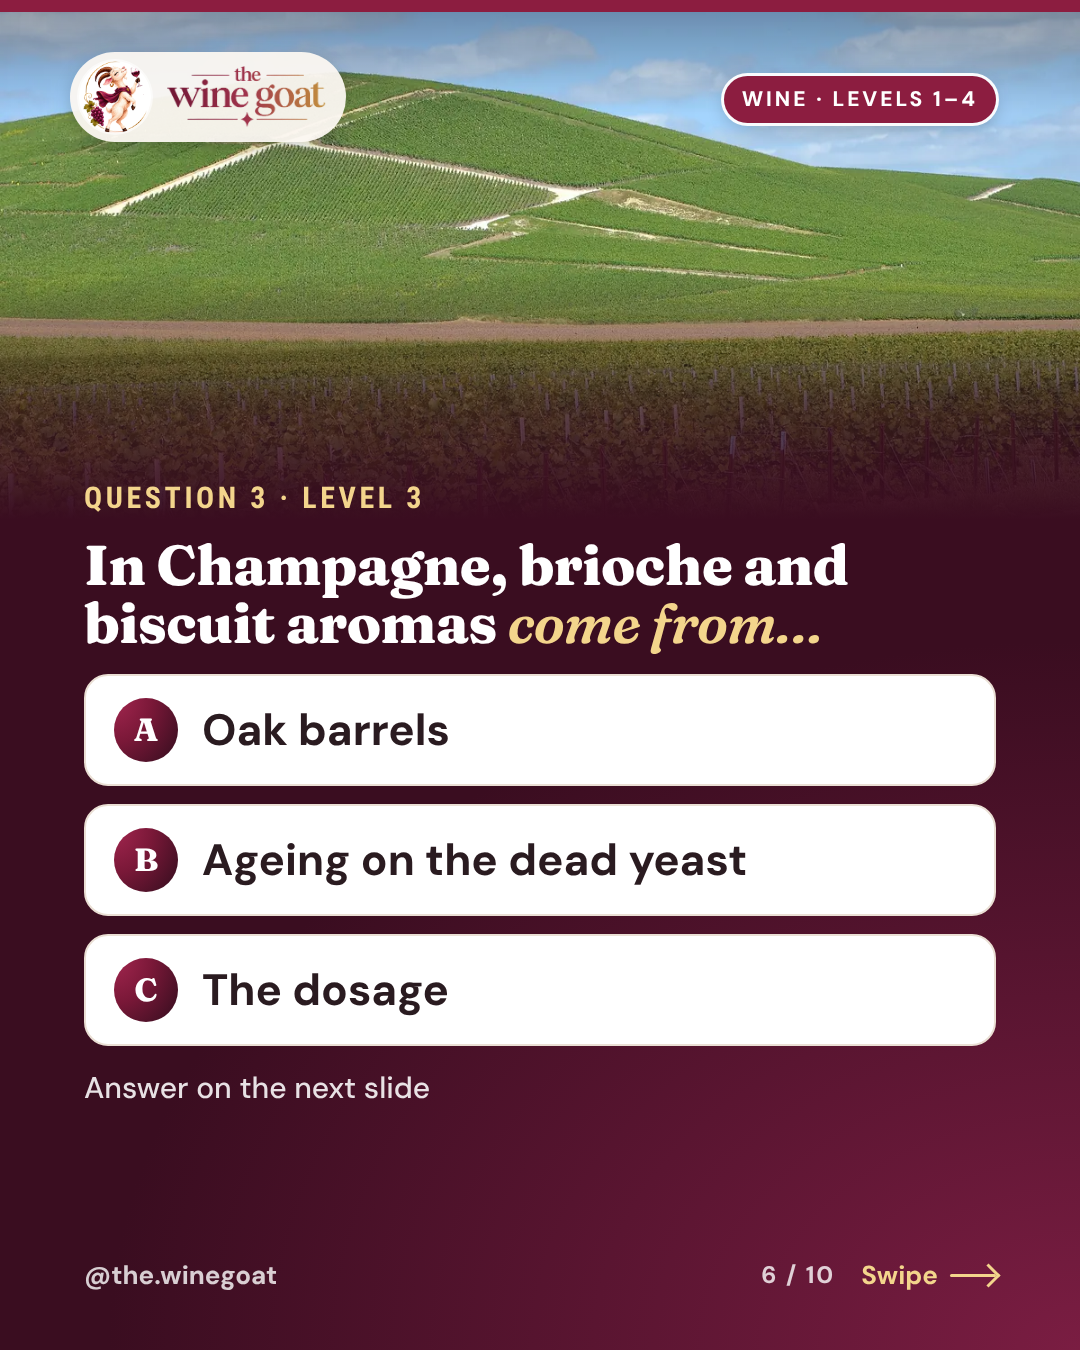 the
wine goat
WINE · LEVELS 1–4
QUESTION 3 · LEVEL 3
In Champagne, brioche and
biscuit aromas come from...
A Oak barrels
B Ageing on the dead yeast
C The dosage
Answer on the next slide
@the.winegoat
6 / 10 Swipe